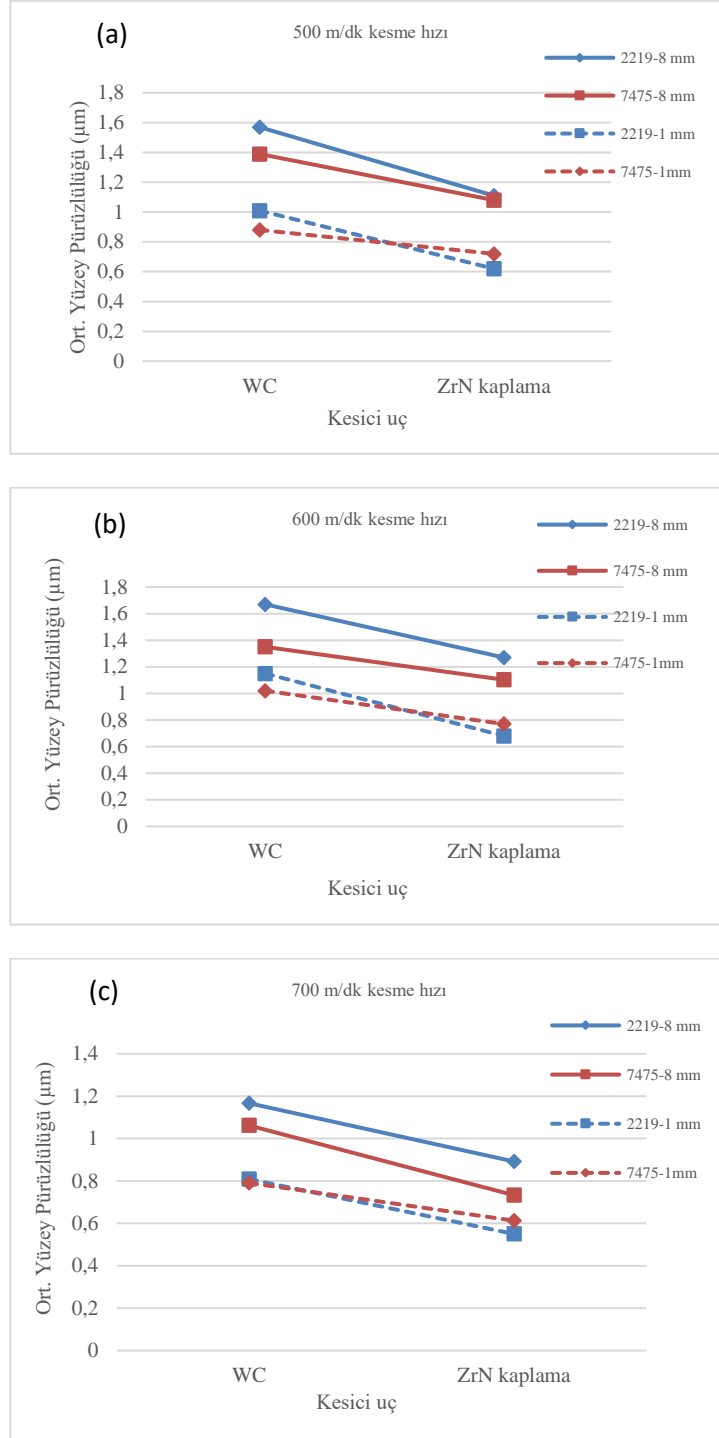 (a)
500 m/dk kesme hızı
2219-8 mm
7475-8 mm
2219-1 mm
7475-1mm
Ort. Yüzey Pürüzlülüğü (µm)
1,8
1,6
1,4
1,2
1
0,8
0,6
0,4
0,2
0
WC
ZrN kaplama
Kesici uç
(b)
600 m/dk kesme hızı
2219-8 mm
7475-8 mm
2219-1 mm
7475-1mm
Ort. Yüzey Pürüzlülüğü (µm)
1,8
1,6
1,4
1,2
1
0,8
0,6
0,4
0,2
0
WC
ZrN kaplama
Kesici uç
(c)
700 m/dk kesme hızı
2219-8 mm
7475-8 mm
2219-1 mm
7475-1mm
Ort. Yüzey Pürüzlülüğü (µm)
1,4
1,2
1
0,8
0,6
0,4
0,2
0
WC
ZrN kaplama
Kesici uç